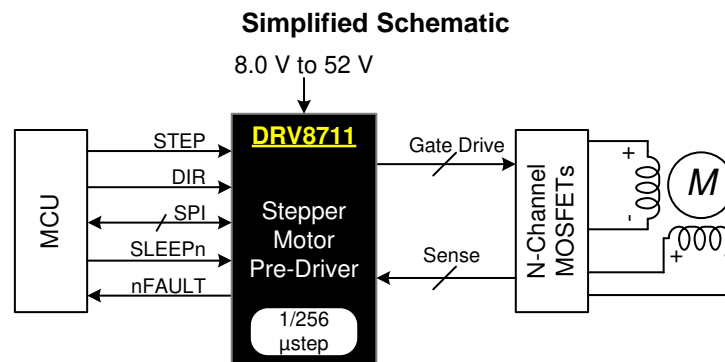 Simplified Schematic
8.0 V to 52 V
MCU
STEP
DIR
SPI
SLEEPn
nFAULT
DRV8711
Stepper
Motor
Pre-Driver
1/256
µstep
Gate Drive
Sense
N-Channel
MOSFETs
+
-
M
+
-